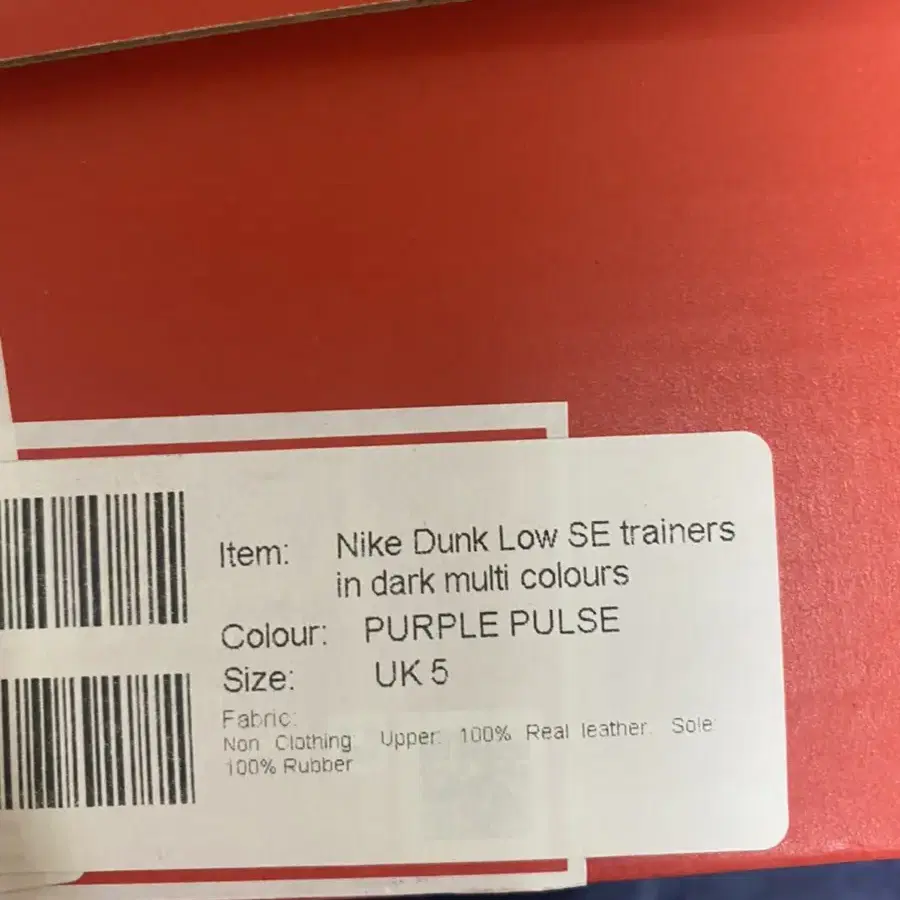 Item: Nike Dunk Low SE trainers
in dark multi colours
Colour: PURPLE PULSE
Size: UK 5
Fabric:
Non Clothing Upper: 100% Real leather. Sole:
100% Rubber